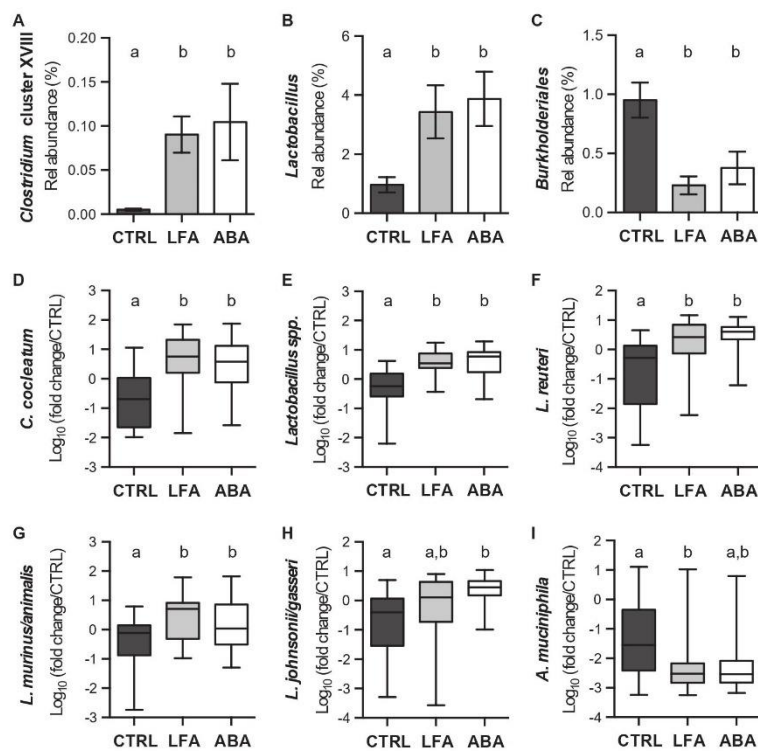 A
a b b
Clostridium cluster XVIII
Rel abundance (%)
0.20
0.15
0.10
0.05
0.00
CTRL LFA ABA
B
a b b
Lactobacillus
Rel abundance (%)
6
4
2
0
CTRL LFA ABA
C
a b b
Burkholderiales
Rel abundance (%)
1.5
1.0
0.5
0.0
CTRL LFA ABA
D
a b b
C. cocleatum
Log10 (fold change/CTRL)
3
2
1
0
-1
-2
-3
CTRL LFA ABA
E
a b b
Lactobacillus spp.
Log10 (fold change/CTRL)
3
2
1
0
-1
-2
-3
CTRL LFA ABA
F
a b b
L. reuteri
Log10 (fold change/CTRL)
2
1
0
-1
-2
-3
-4
CTRL LFA ABA
G
a b b
L. murinus/animalis
Log10 (fold change/CTRL)
3
2
1
0
-1
-2
-3
CTRL LFA ABA
H
a a,b b
L. johnsonii/gasseri
Log10 (fold change/CTRL)
2
1
0
-1
-2
-3
-4
CTRL LFA ABA
I
a b a,b
A. muciniphila
Log10 (fold change/CTRL)
2
1
0
-1
-2
-3
-4
CTRL LFA ABA